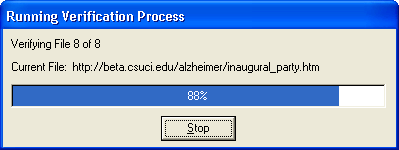 Running Verification Process
Verifying File 8 of 8
Current File: http://beta.csuci.edu/alzheimer/inaugural_party.htm
88%
Stop